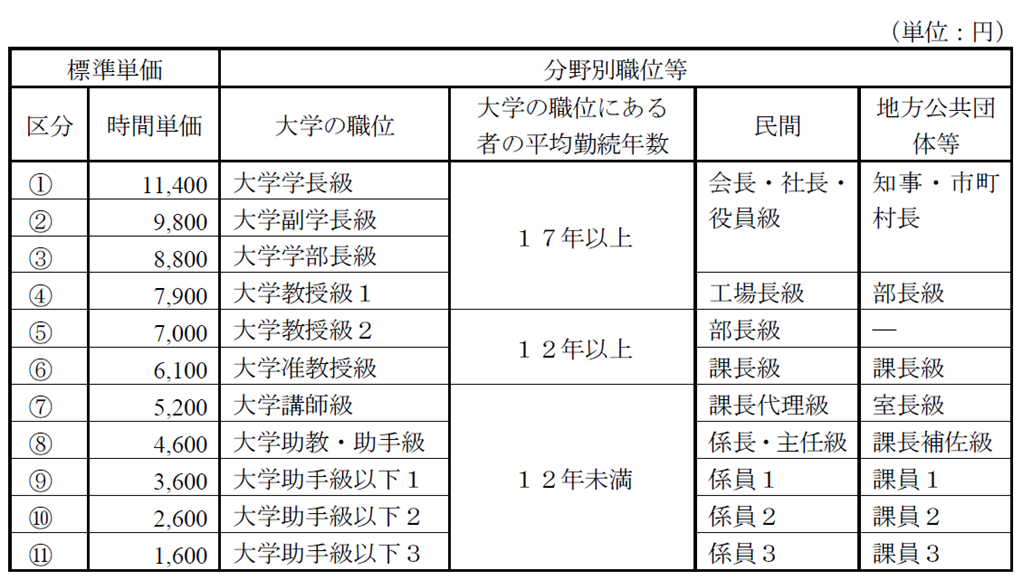 （単位：円）
標準単価 分野別職位等
区分 時間単価 大学の職位 大学の職位にある 民間 地方公共団
者の平均勤続年数 体等
① 11,400 大学学長級 １７年以上 会長・社長・ 知事・市町
② 9,800 大学副学長級 役員級 村長
③ 8,800 大学学部長級
④ 7,900 大学教授級１ 工場長級 部長級
⑤ 7,000 大学教授級２ １２年以上 部長級 ―
⑥ 6,100 大学准教授級 課長級 課長級
⑦ 5,200 大学講師級 １２年未満 課長代理級 室長級
⑧ 4,600 大学助教・助手級 係長・主任級 課長補佐級
⑨ 3,600 大学助手級以下１ 係員１ 課員１
⑩ 2,600 大学助手級以下２ 係員２ 課員２
⑪ 1,600 大学助手級以下３ 係員３ 課員３